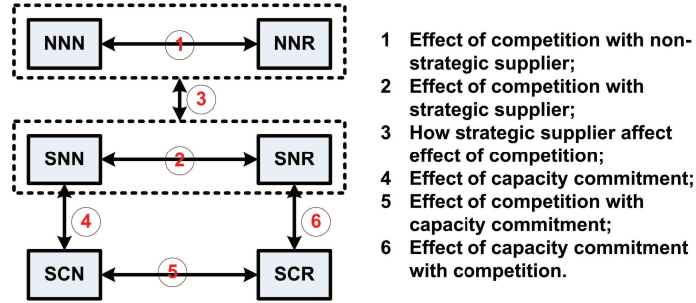 NNN 1 NNR
3
SNN 2 SNR
4 6
SCN 5 SCR
1 Effect of competition with non-
strategic supplier;
2 Effect of competition with
strategic supplier;
3 How strategic supplier affect
effect of competition;
4 Effect of capacity commitment;
5 Effect of competition with
capacity commitment;
6 Effect of capacity commitment
with competition.